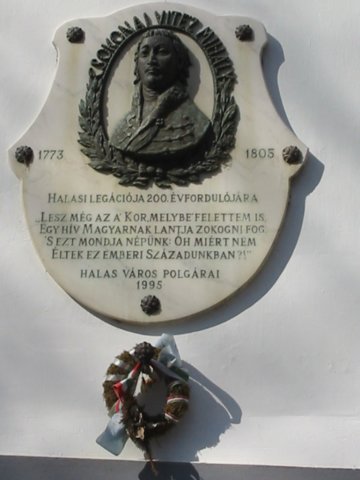 CSOKONAI VITÉZ MIHÁLY
1773 1805
HALASI LEGÁCIÓJA 200. ÉVFORDULÓJÁRA
„LESZ MÉG AZ A' KOR, MELYBE' FELETTEM IS,
EGY HÍV MAGYARNAK LANTJA ZOKOGNI FOG,
'S EZT MONDJA NÉPÜNK: ÓH MIÉRT NEM
ÉLTEK EZ EMBERI SZÁZADUNKBAN?!"
HALAS VÁROS POLGÁRAI
1995